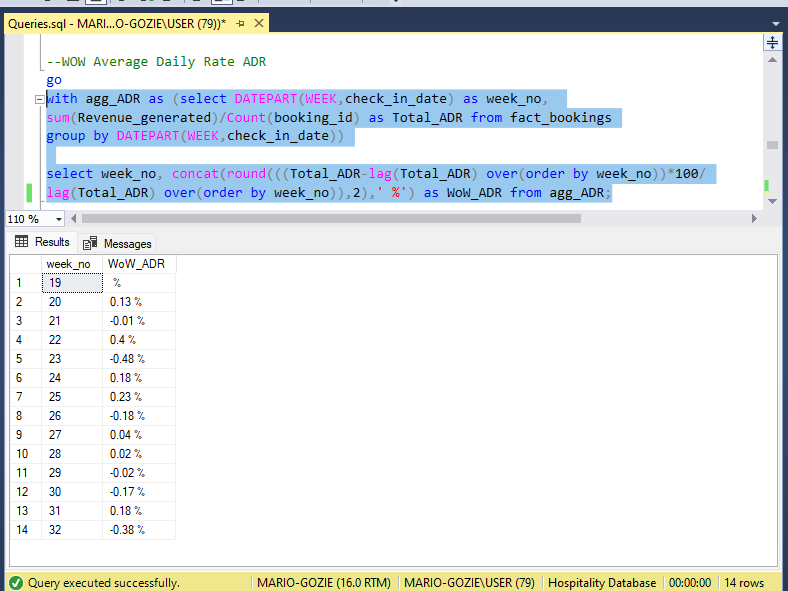 Queries.sql - MARI...O-GOZIE\USER (79))*
--WOW Average Daily Rate ADR
go
with agg_ADR as (select DATEPART(WEEK,check_in_date) as week_no,
sum(Revenue_generated)/Count(booking_id) as Total_ADR from fact_bookings
group by DATEPART(WEEK,check_in_date))
select week_no, concat(round(((Total_ADR-lag(Total_ADR) over(order by week_no))*100/
lag(Total_ADR) over(order by week_no)),2),' %') as WoW_ADR from agg_ADR;
110 %
Results Messages
week_no WoW_ADR
1 19 %
2 20 0.13 %
3 21 -0.01 %
4 22 0.4 %
5 23 -0.48 %
6 24 0.18 %
7 25 0.23 %
8 26 -0.18 %
9 27 0.04 %
10 28 0.02 %
11 29 -0.02 %
12 30 -0.17 %
13 31 0.18 %
14 32 -0.38 %
Query executed successfully. MARIO-GOZIE (16.0 RTM) MARIO-GOZIE\USER (79) Hospitality Database 00:00:00 14 rows